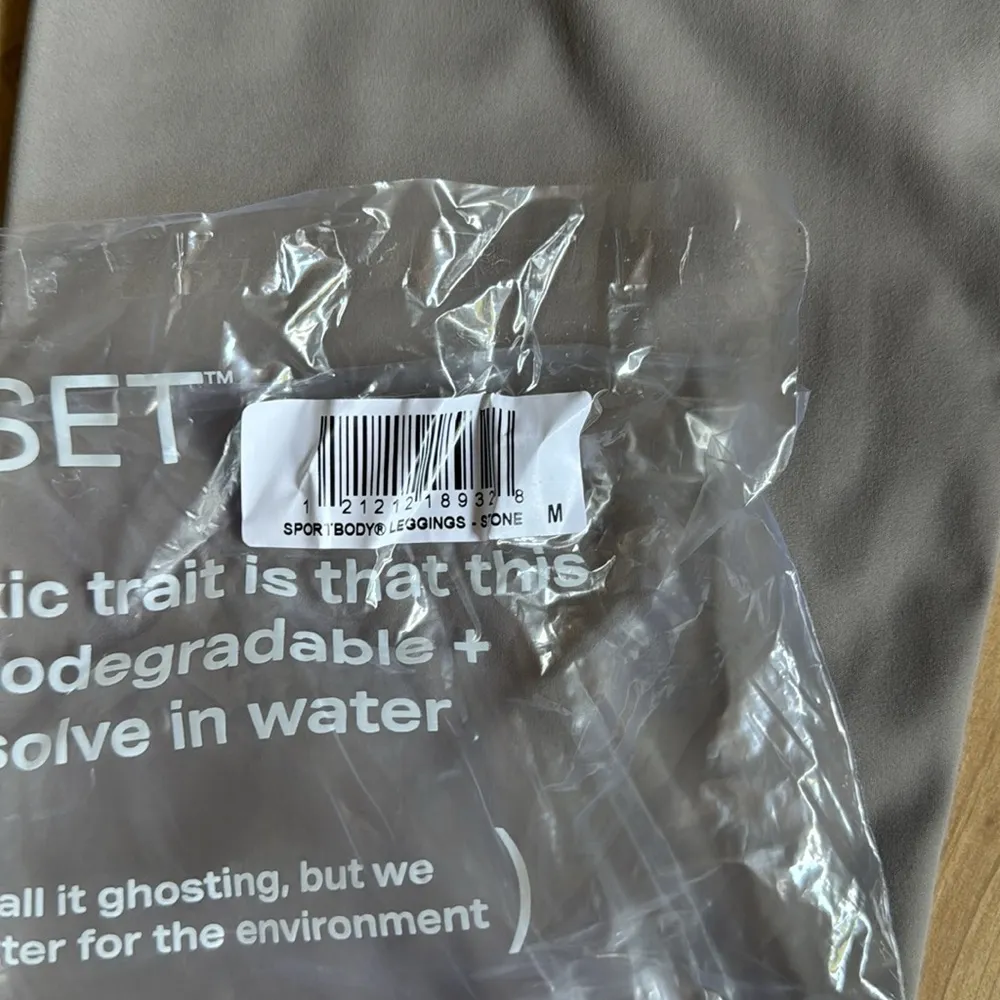 SET™
1 21212 18932 8
SPORTBODY® LEGGINGS - STONE M
xic trait is that this
odegradable +
solve in water
all it ghosting, but we
ter for the environment )